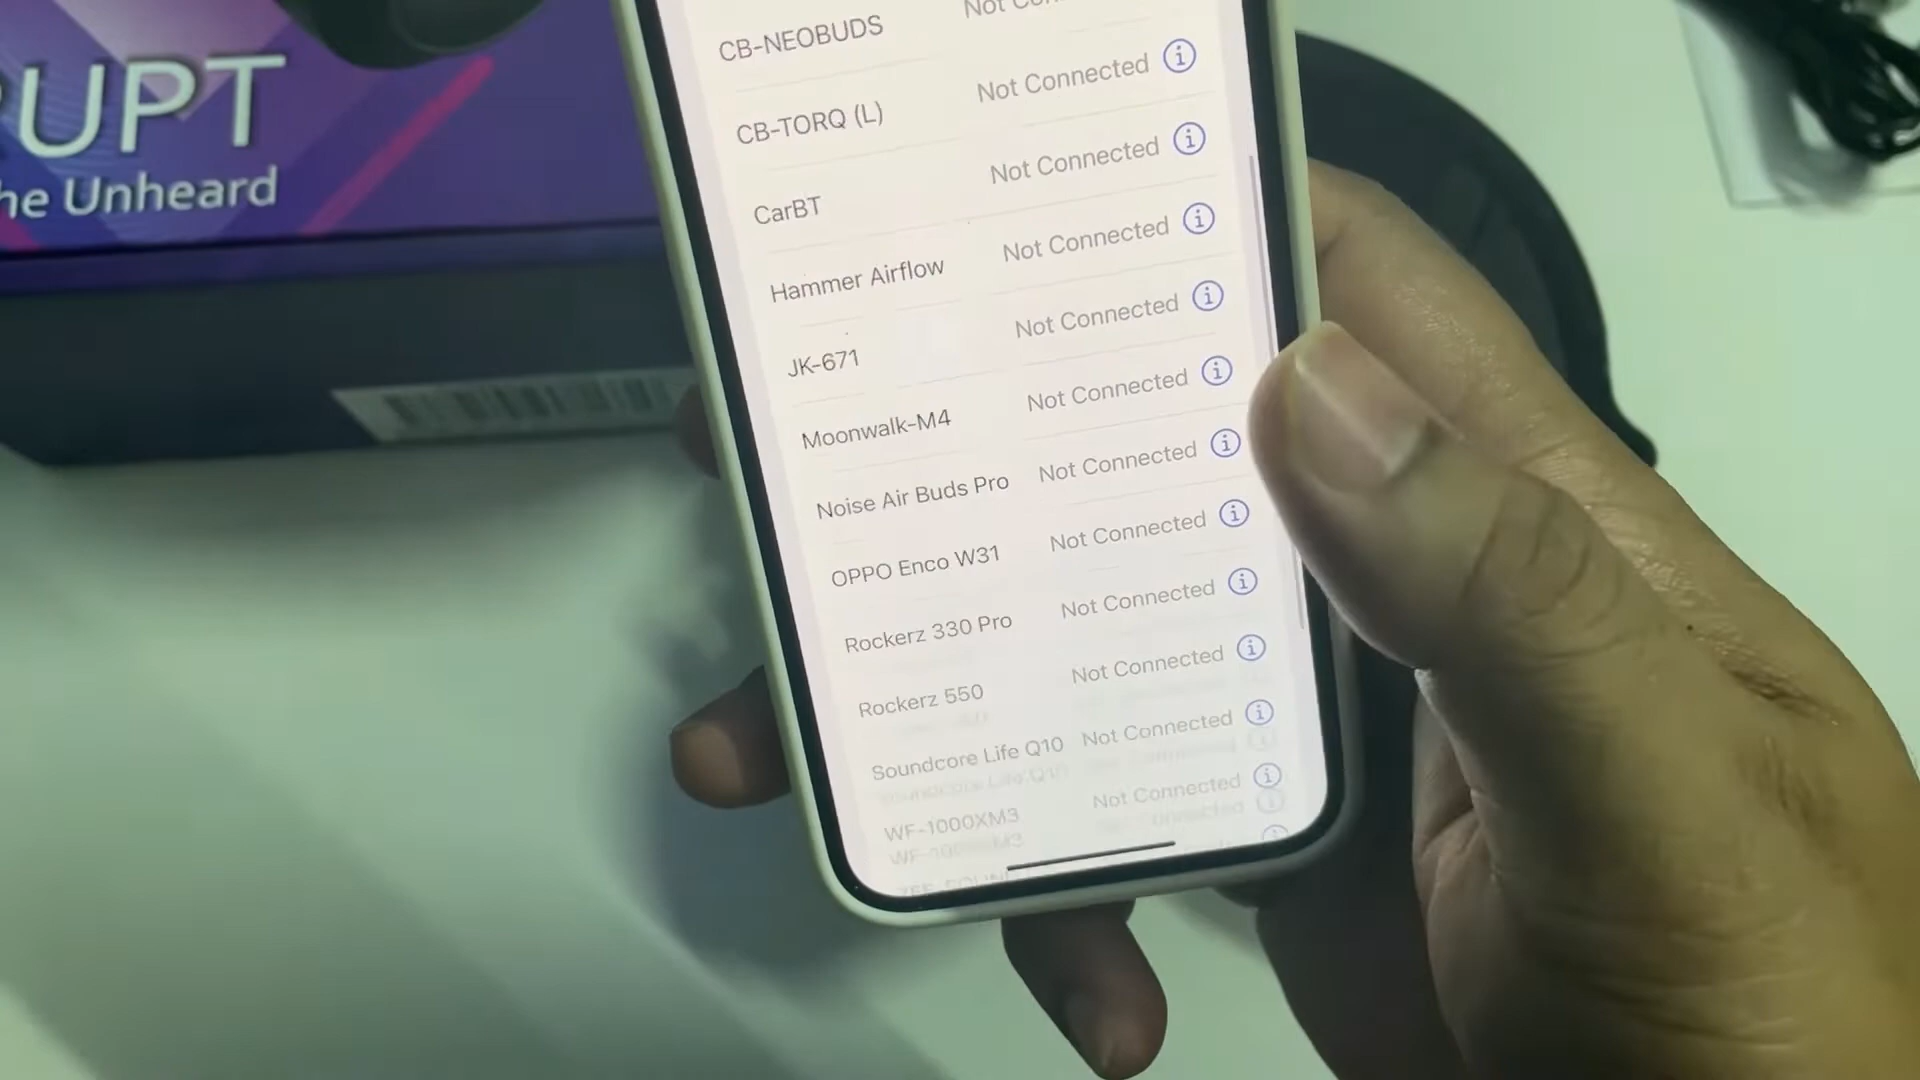 UPT
he Unheard
CB-NEOBUDS Not
CB-TORQ (L) Not Connected
CarBT Not Connected
Hammer Airflow Not Connected
JK-671 Not Connected
Moonwalk-M4 Not Connected
Noise Air Buds Pro Not Connected
OPPO Enco W31 Not Connected
Rockerz 330 Pro Not Connected
Rockerz 550 Not Connected
Soundcore Life Q10 Not Connected
WF-1000XM3 Not Connected